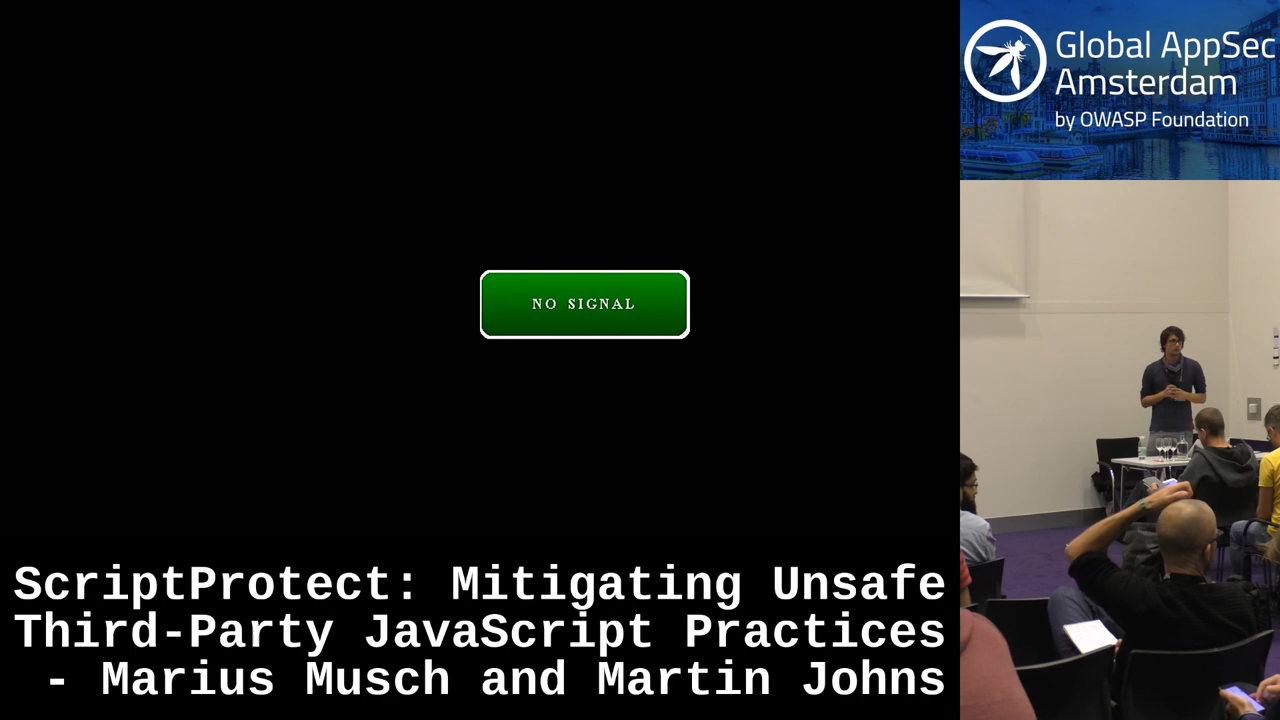 Global AppSec
Amsterdam
by OWASP Foundation
NO SIGNAL
ScriptProtect: Mitigating Unsafe
Third-Party JavaScript Practices
- Marius Musch and Martin Johns